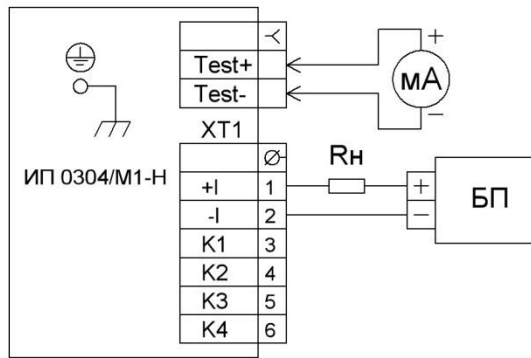 Test+
Test-
+
мА
−
XT1
ИП 0304/М1-Н
+I 1
-I 2
K1 3
K2 4
K3 5
K4 6
Rн
+
−
БП